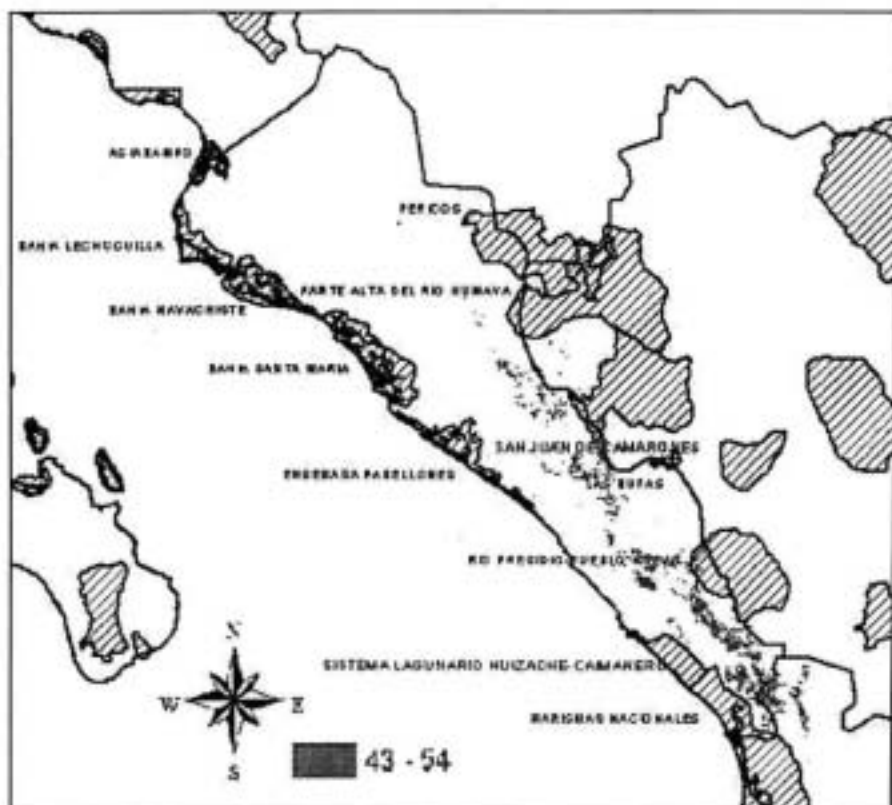 AGIABAMPO
PERICOS
BAHIA LECHUGUILLA
PARTE ALTA DEL RIO HUMAYA
BAHIA NAVACHISTE
BAHIA SANTA MARIA
SAN JUAN DE CAMARONES
ENSENADA PABELLONES
LAS BUFAS
RIO PRESIDIO-PUEBLO
SISTEMA LAGUNARIO HUIZACHE-CAIMANERO
MARISMAS NACIONALES
N
W E
S
43 - 54